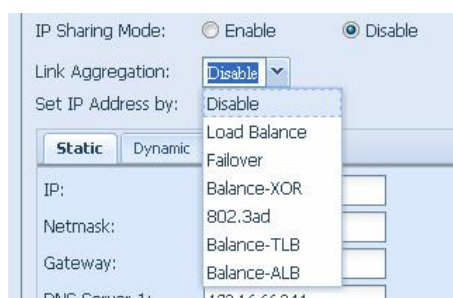 IP Sharing Mode: Enable Disable
Link Aggregation: Disable
Set IP Address by: Disable
Load Balance
Static Dynamic
Failover
IP: Balance-XOR
Netmask: 802.3ad
Balance-TLB
Gateway: Balance-ALB